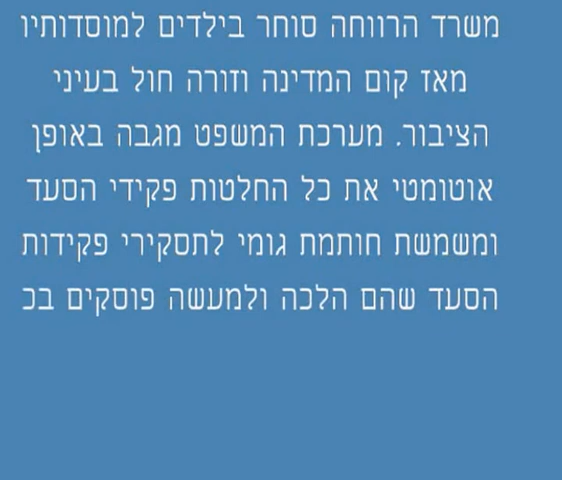 משרד הרווחה סוחר בילדים למוסדותיו
מאז קום המדינה וזורה חול בעיני
הציבור. מערכת המשפט מגבה באופן
אוטומטי את כל החלטות פקידי הסעד
ומשמשת חותמת גומי לתסקירי פקידות
הסעד שהם הלכה ולמעשה פוסקים בכ